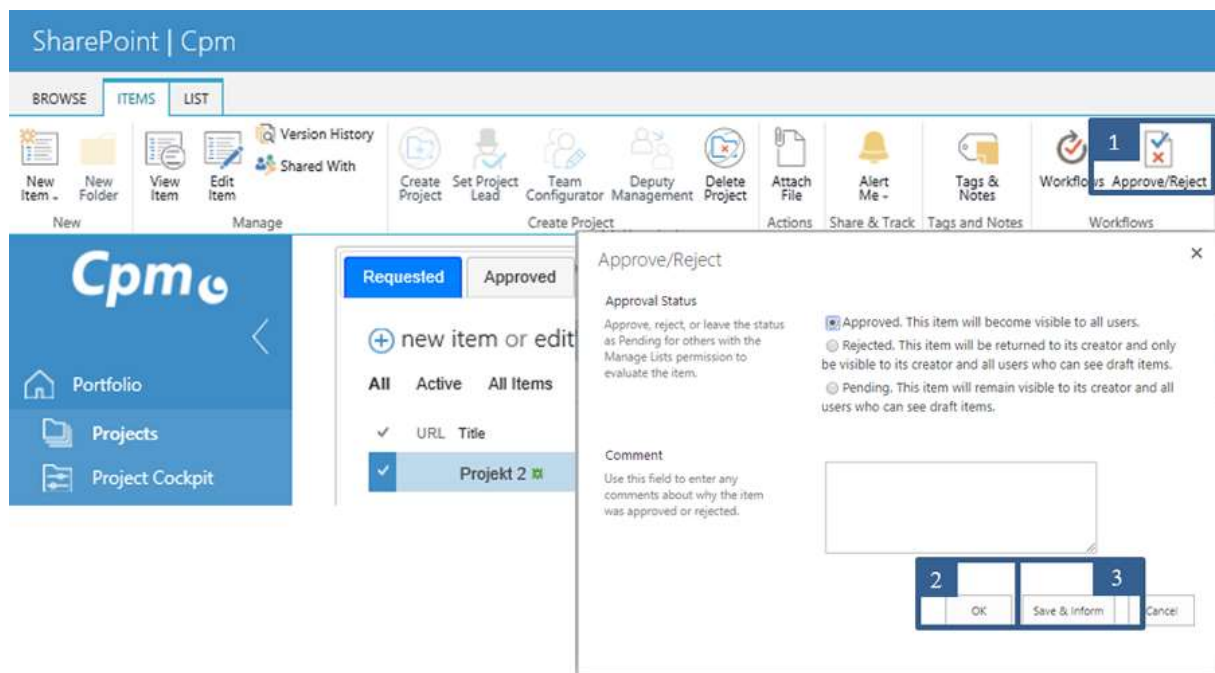 SharePoint | Cpm
BROWSE ITEMS LIST
New Item
New Folder
View Item
Edit Item
Version History
Shared With
Create Project
Set Project Lead
Team Configurator
Deputy Management
Delete Project
Attach File
Alert Me
Tags & Notes
Workflows
1
Approve/Reject
New Manage Create Project Actions Share & Track Tags and Notes Workflows
Cpm
Portfolio
Projects
Project Cockpit
Requested Approved
new item or edit
All Active All Items
URL Title
Projekt 2
Approve/Reject
Approval Status
Approve, reject, or leave the status
as Pending for others with the
Manage Lists permission to
evaluate the item.
Approved. This item will become visible to all users.
Rejected. This item will be returned to its creator and only
be visible to its creator and all users who can see draft items.
Pending. This item will remain visible to its creator and all
users who can see draft items.
Comment
Use this field to enter any
comments about why the item
was approved or rejected.
2 3
OK Save & Inform Cancel